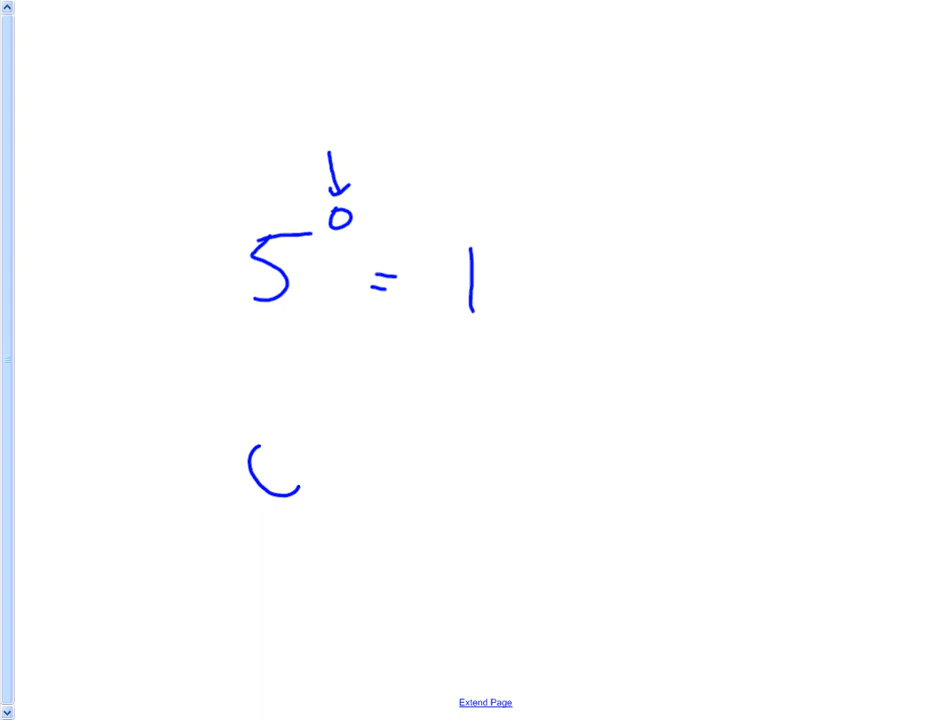 5⁰ = 1
Extend Page